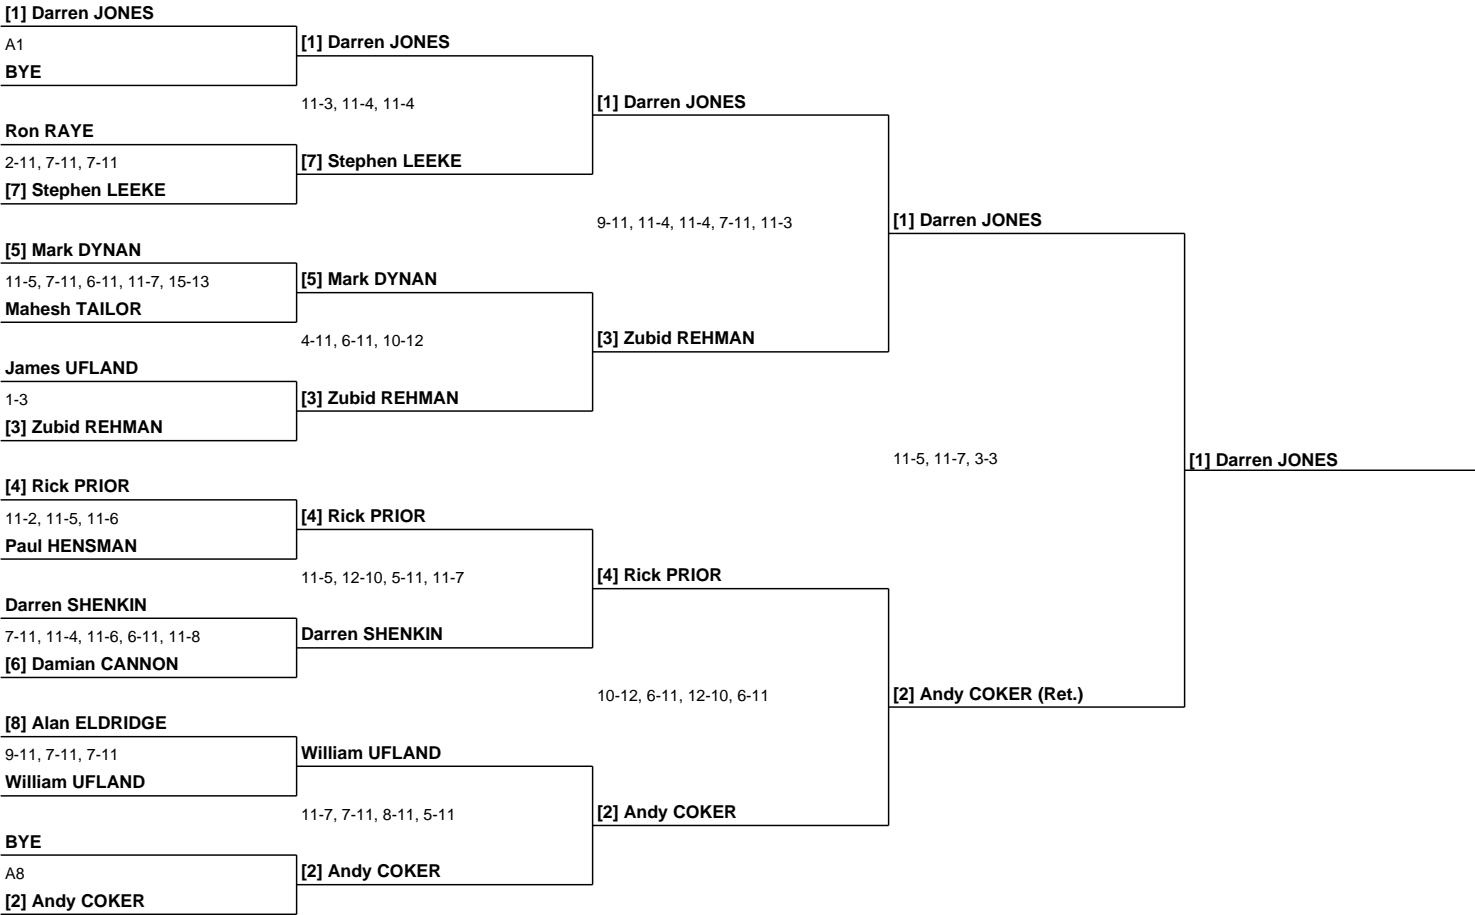 [1] Darren JONES
A1
BYE
Ron RAYE
2-11, 7-11, 7-11
[7] Stephen LEEKE
[5] Mark DYNAN
11-5, 7-11, 6-11, 11-7, 15-13
Mahesh TAILOR
James UFLAND
1-3
[3] Zubid REHMAN
[4] Rick PRIOR
11-2, 11-5, 11-6
Paul HENSMAN
Darren SHENKIN
7-11, 11-4, 11-6, 6-11, 11-8
[6] Damian CANNON
[8] Alan ELDRIDGE
9-11, 7-11, 7-11
William UFLAND
BYE
A8
[2] Andy COKER
[1] Darren JONES
11-3, 11-4, 11-4
[7] Stephen LEEKE
[5] Mark DYNAN
4-11, 6-11, 10-12
[3] Zubid REHMAN
[4] Rick PRIOR
11-5, 12-10, 5-11, 11-7
Darren SHENKIN
William UFLAND
11-7, 7-11, 8-11, 5-11
[2] Andy COKER
[1] Darren JONES
9-11, 11-4, 11-4, 7-11, 11-3
[3] Zubid REHMAN
[4] Rick PRIOR
10-12, 6-11, 12-10, 6-11
[2] Andy COKER
[1] Darren JONES
11-5, 11-7, 3-3
[2] Andy COKER (Ret.)
[1] Darren JONES